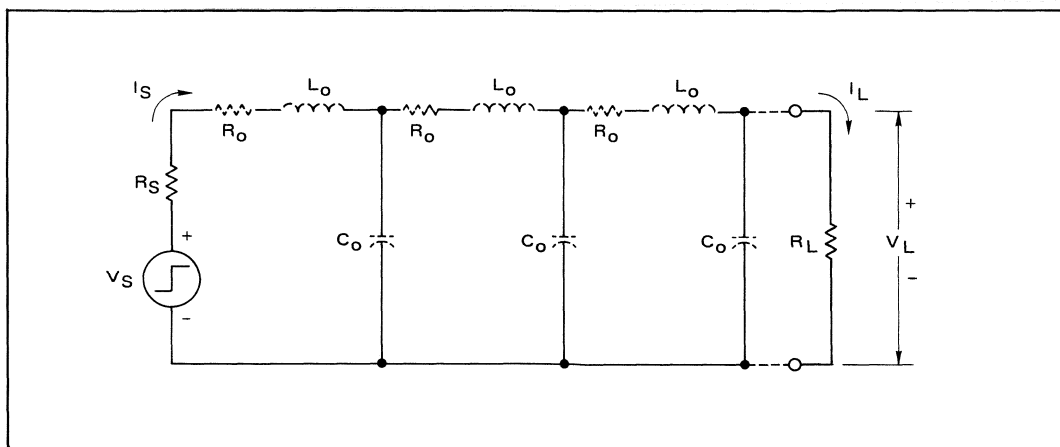 I_S
L_O
L_O
L_O
I_L
R_O
R_O
R_O
R_S
+
+
C_O
C_O
C_O
R_L
V_L
V_S
−
−